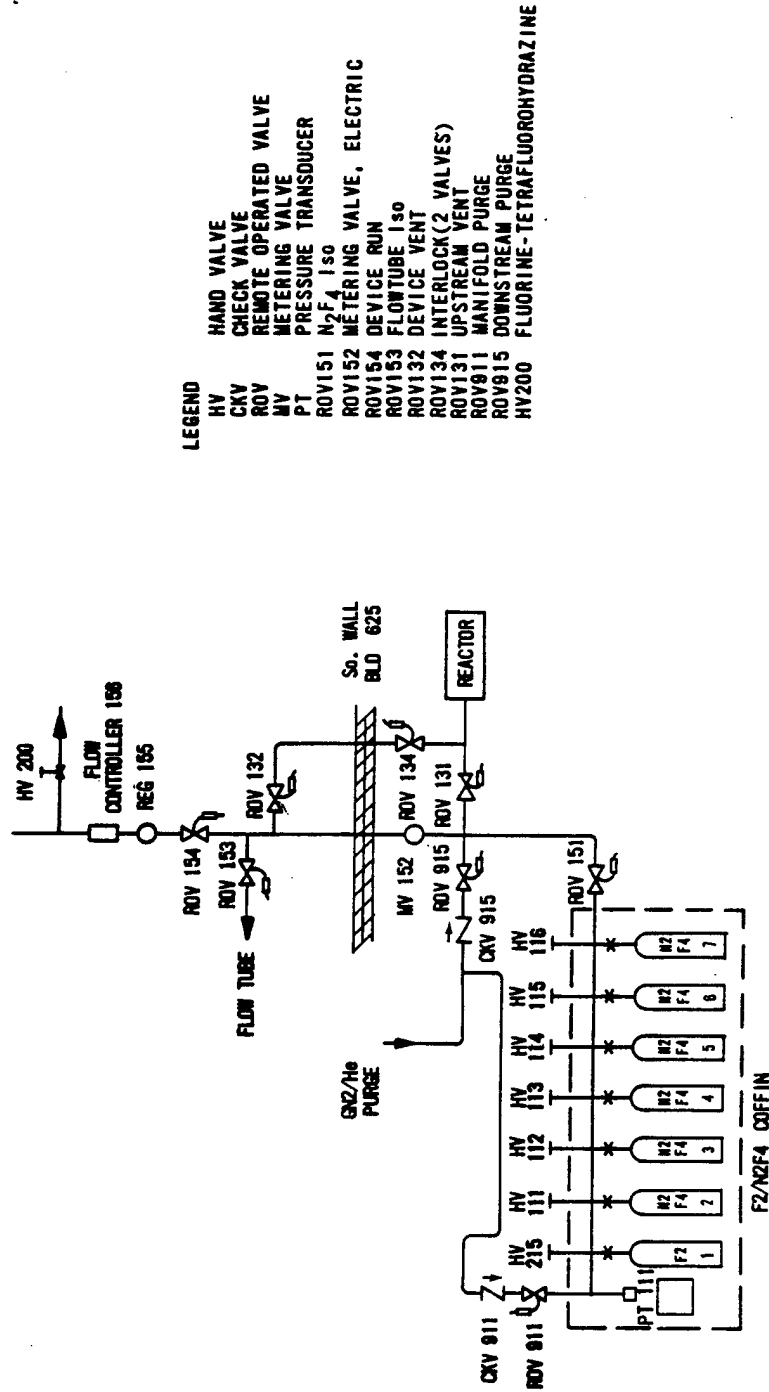 HV 200
FLOW
CONTROLLER 156
REG 155
ROV 154
ROV 153
FLOW TUBE
ROV 132
So. WALL
BLD 625
MV 152
ROV 134
REACTOR
ROV 131
ROV 915
CKV 915
GN2/He
PURGE
ROV 151
CKV 911
ROV 911
PT 111
HV
215
HV
111
HV
112
HV
113
HV
114
HV
115
HV
116
F2
1
N2
F4
2
N2
F4
3
N2
F4
4
N2
F4
5
N2
F4
6
N2
F4
7
F2/N2F4 COFFIN
LEGEND
HV HAND VALVE
CKV CHECK VALVE
ROV REMOTE OPERATED VALVE
MV METERING VALVE
PT PRESSURE TRANSDUCER
ROV151 N2F4 Iso
ROV152 METERING VALVE, ELECTRIC
ROV154 DEVICE RUN
ROV153 FLOWTUBE Iso
ROV132 DEVICE VENT
ROV134 INTERLOCK(2 VALVES)
ROV131 UPSTREAM VENT
ROV911 MANIFOLD PURGE
ROV915 DOWNSTREAM PURGE
HV200 FLUORINE-TETRAFLUOROHYDRAZINE